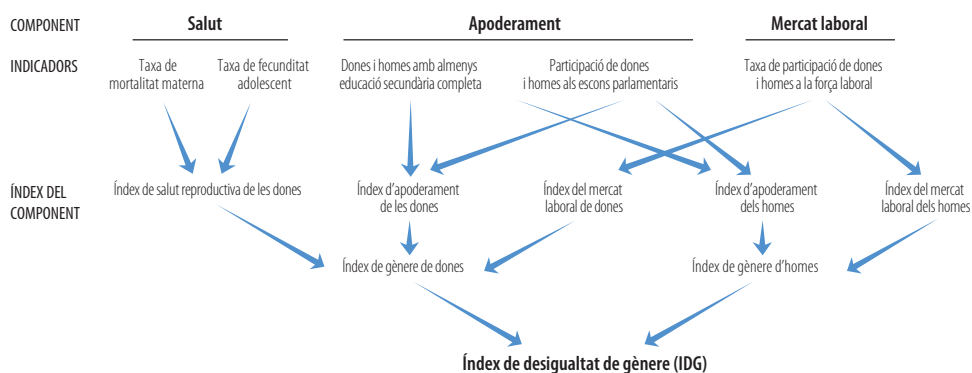 COMPONENT
Salut
Apoderament
Mercat laboral
INDICADORS
Taxa de
mortalitat materna
Taxa de fecunditat
adolescent
Dones i homes amb almenys
educació secundària completa
Participació de dones
i homes als escons parlamentaris
Taxa de participació de dones
i homes a la força laboral
ÍNDEX DEL
COMPONENT
Índex de salut reproductiva de les dones
Índex d’apoderament
de les dones
Índex del mercat
laboral de dones
Índex d’apoderament
dels homes
Índex del mercat
laboral dels homes
Índex de gènere de dones
Índex de gènere d’homes
Índex de desigualtat de gènere (IDG)